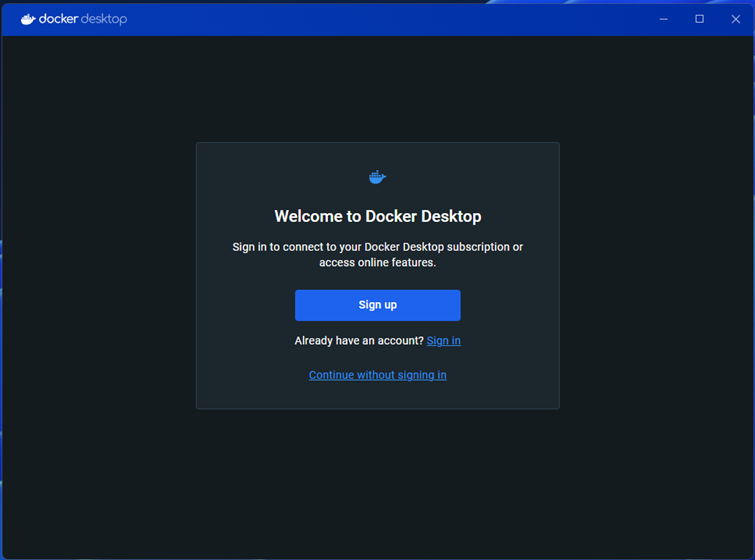 docker desktop
Welcome to Docker Desktop
Sign in to connect to your Docker Desktop subscription or
access online features.
Sign up
Already have an account? Sign in
Continue without signing in